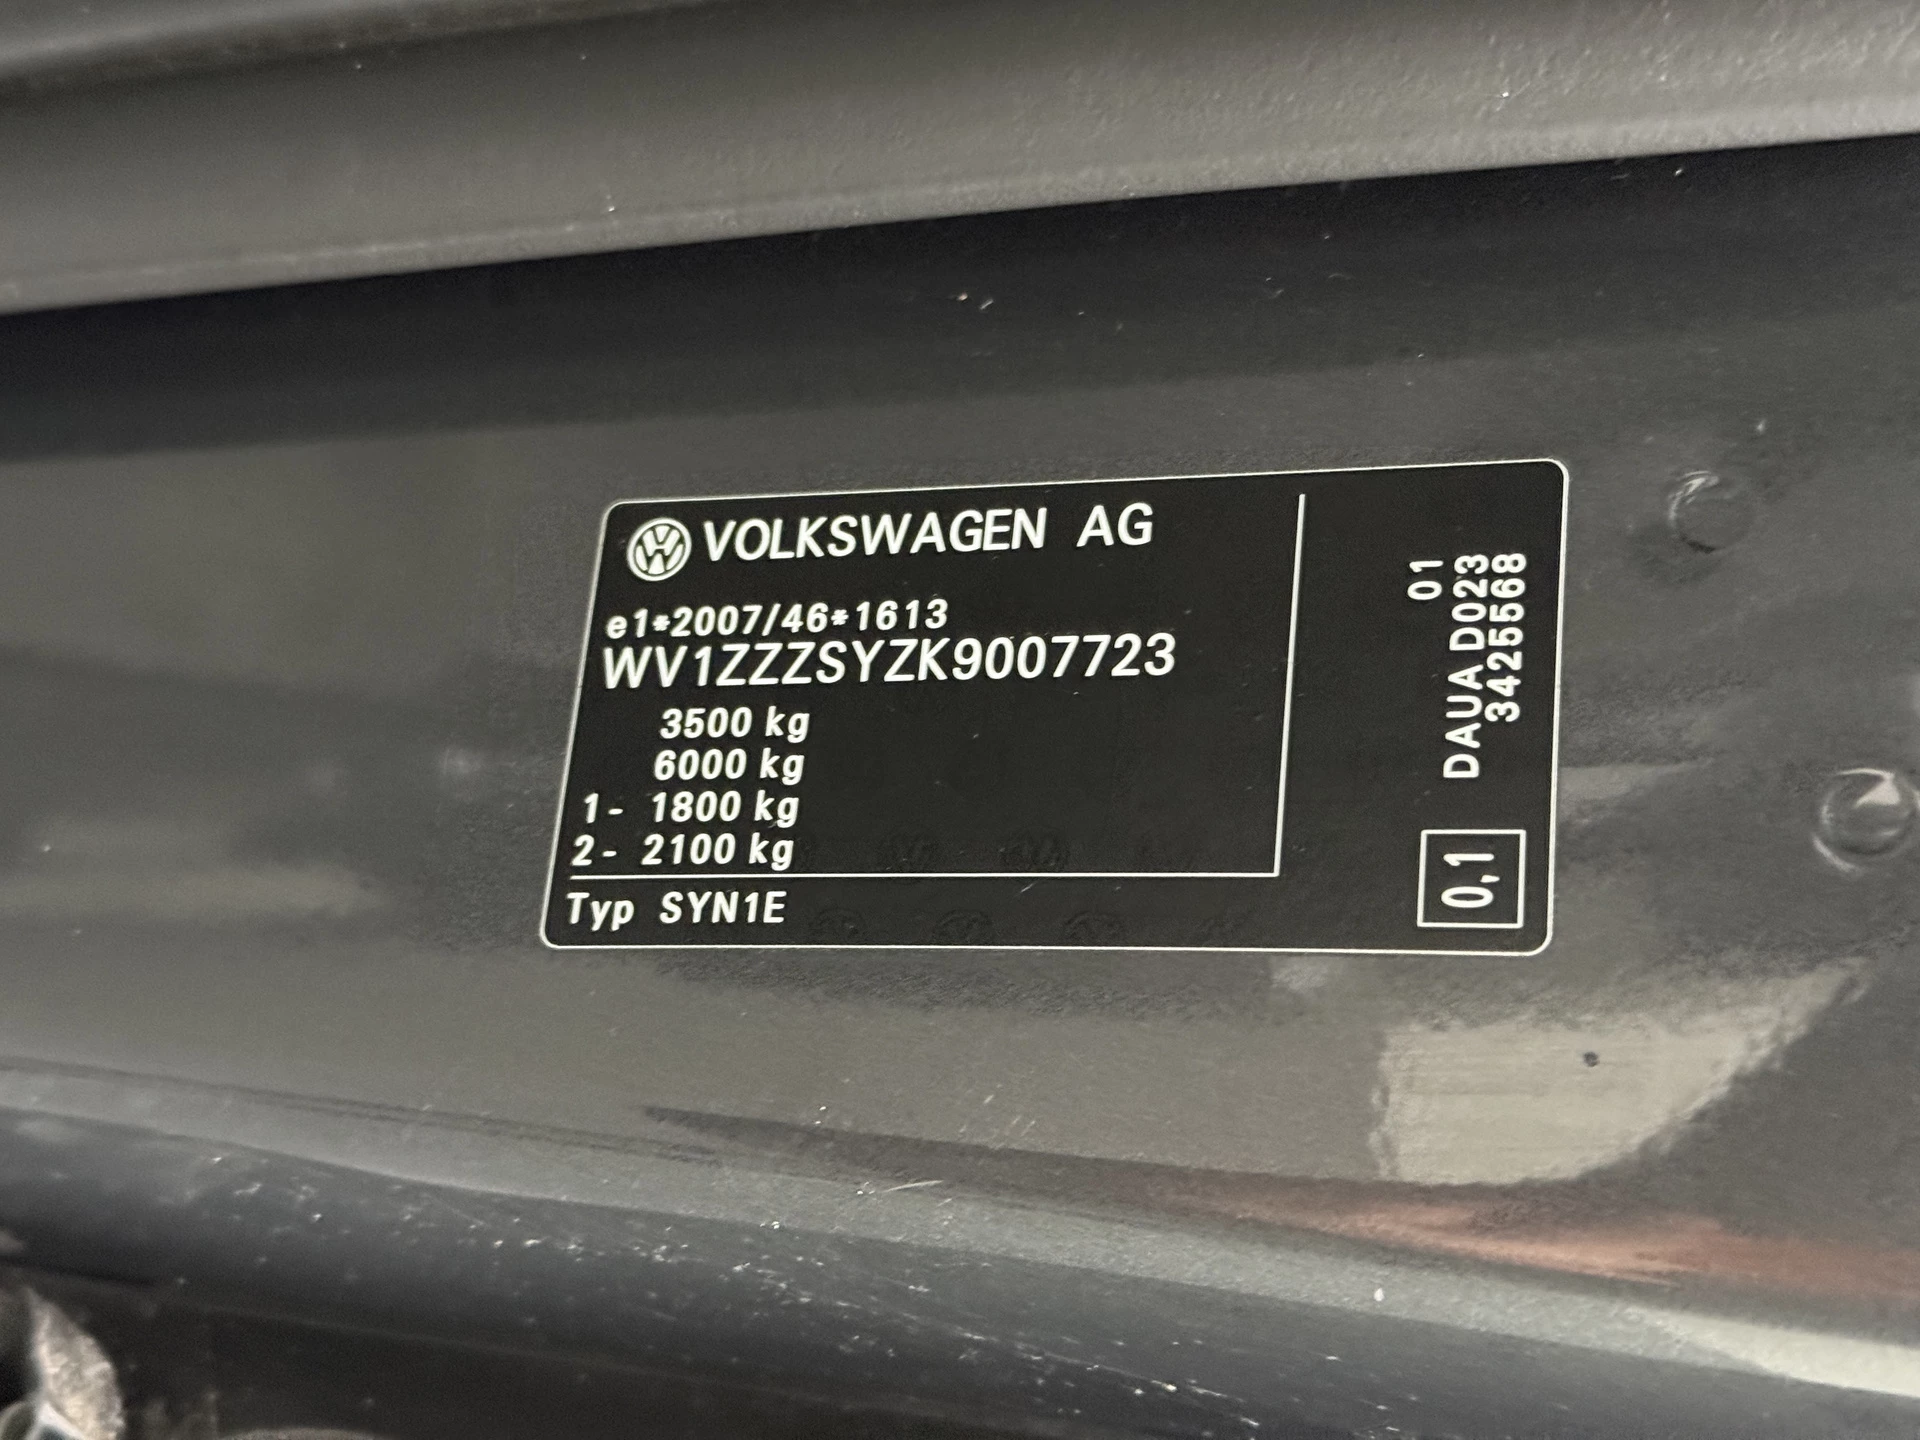 VOLKSWAGEN AG
e1*2007/46*1613
WV1ZZZSYZK9007723
3500 kg
6000 kg
1- 1800 kg
2- 2100 kg
Typ SYN1E
01
DAUA D023
3425568
0,1